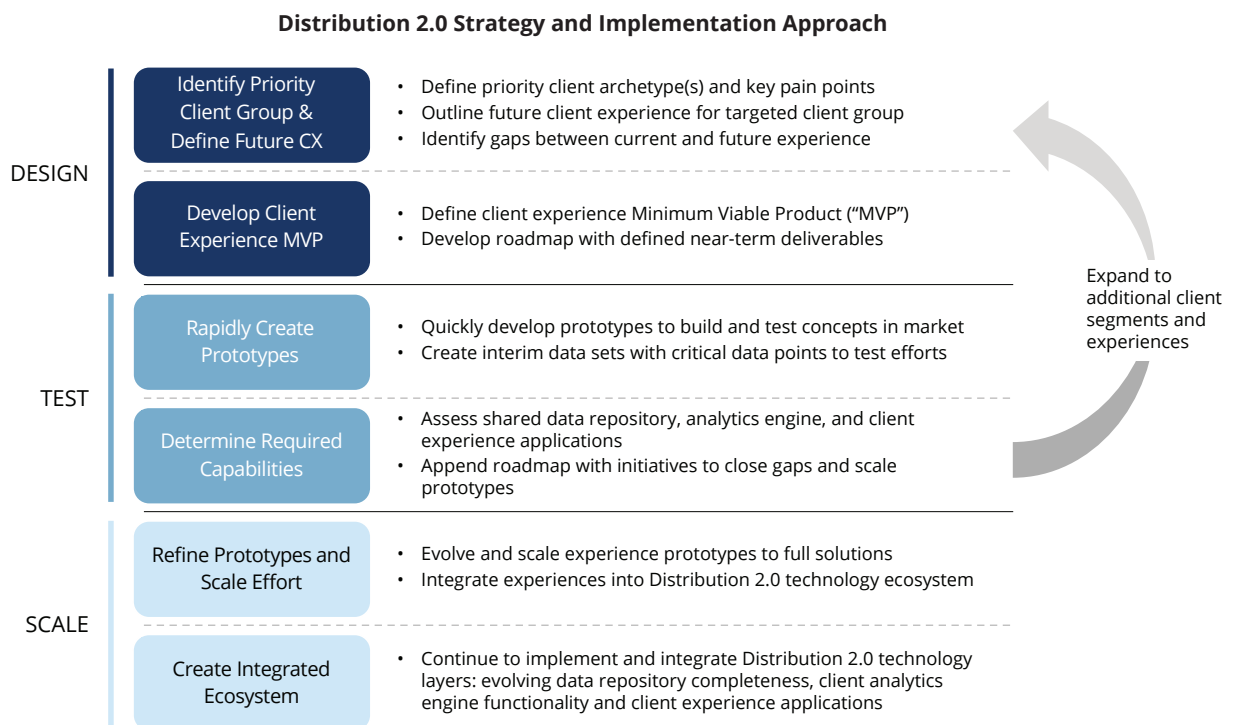 Distribution 2.0 Strategy and Implementation Approach
DESIGN
Identify Priority
Client Group &
Define Future CX
• Define priority client archetype(s) and key pain points
• Outline future client experience for targeted client group
• Identify gaps between current and future experience
Develop Client
Experience MVP
• Define client experience Minimum Viable Product (“MVP”)
• Develop roadmap with defined near-term deliverables
TEST
Rapidly Create
Prototypes
• Quickly develop prototypes to build and test concepts in market
• Create interim data sets with critical data points to test efforts
Determine Required
Capabilities
• Assess shared data repository, analytics engine, and client
experience applications
• Append roadmap with initiatives to close gaps and scale
prototypes
SCALE
Refine Prototypes and
Scale Effort
• Evolve and scale experience prototypes to full solutions
• Integrate experiences into Distribution 2.0 technology ecosystem
Create Integrated
Ecosystem
• Continue to implement and integrate Distribution 2.0 technology
layers: evolving data repository completeness, client analytics
engine functionality and client experience applications
Expand to
additional client
segments and
experiences